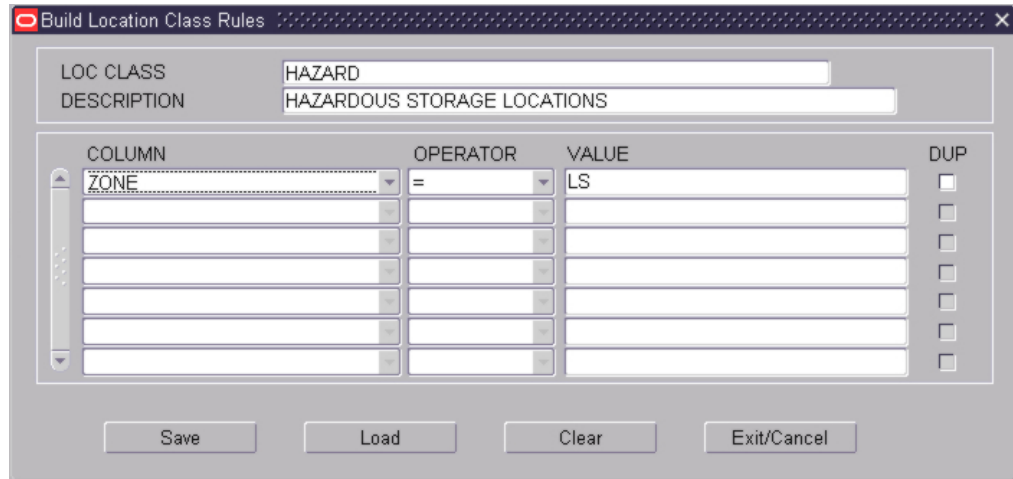 Build Location Class Rules
LOC CLASS HAZARD
DESCRIPTION HAZARDOUS STORAGE LOCATIONS
COLUMN OPERATOR VALUE DUP
ZONE = LS
Save Load Clear Exit/Cancel